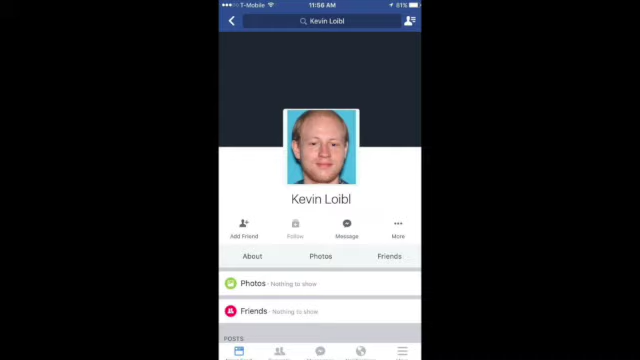 T-Mobile 11:56 AM 81%
Kevin Loibl
Kevin Loibl
Add Friend Follow Message More
About Photos Friends
Photos · Nothing to show
Friends · Nothing to show
POSTS